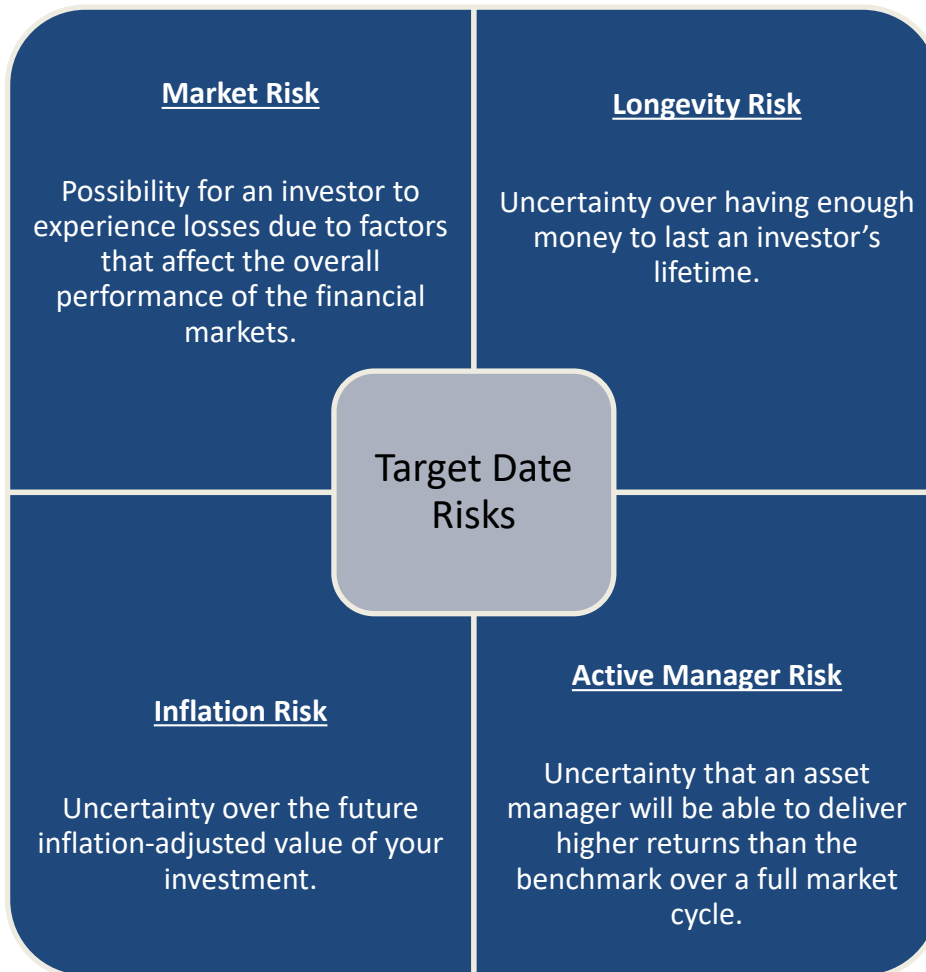 Market Risk
Possibility for an investor to
experience losses due to factors
that affect the overall
performance of the financial
markets.
Longevity Risk
Uncertainty over having enough
money to last an investor’s
lifetime.
Target Date
Risks
Inflation Risk
Uncertainty over the future
inflation-adjusted value of your
investment.
Active Manager Risk
Uncertainty that an asset
manager will be able to deliver
higher returns than the
benchmark over a full market
cycle.